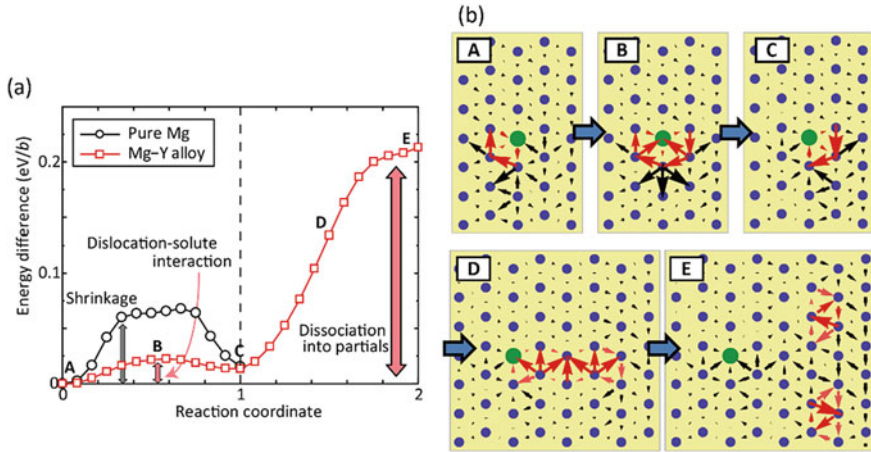 (a)
Energy difference (eV/b)
0.2
0.1
0
Pure Mg
Mg–Y alloy
Dislocation-solute
interaction
Shrinkage
Dissociation
into partials
A
B
C
D
E
0
1
2
Reaction coordinate
(b)
A
B
C
D
E